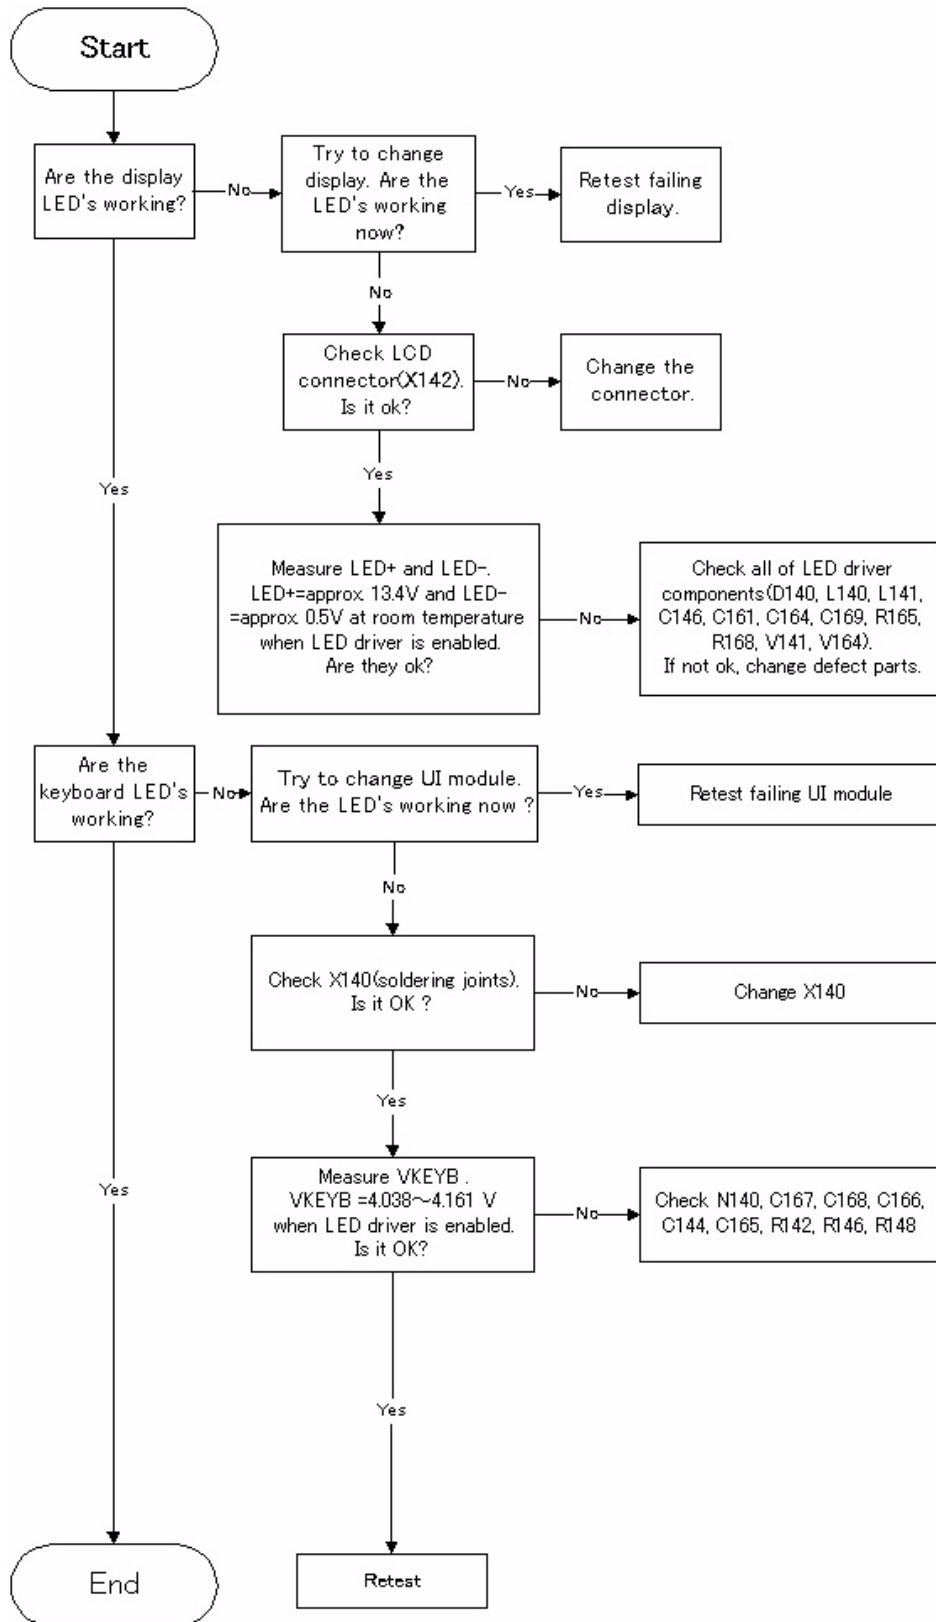 Start
Are the display
LED's working?
No
Try to change
display. Are the
LED's working
now?
Yes
Retest failing
display.
No
Check LCD
connector(X142).
Is it ok?
No
Change the
connector.
Yes
Yes
Measure LED+ and LED-.
LED+=approx 13.4V and LED-
=approx 0.5V at room temperature
when LED driver is enabled.
Are they ok?
No
Check all of LED driver
components(D140, L140, L141,
C146, C161, C164, C169, R165,
R168, V141, V164).
If not ok, change defect parts.
Are the
keyboard LED's
working?
No
Try to change UI module.
Are the LED's working now ?
Yes
Retest failing UI module
No
Check X140(soldering joints).
Is it OK ?
No
Change X140
Yes
Yes
Measure VKEYB .
VKEYB =4.038～4.161 V
when LED driver is enabled.
Is it OK?
No
Check N140, C167, C168, C166,
C144, C165, R142, R146, R148
Yes
End
Retest